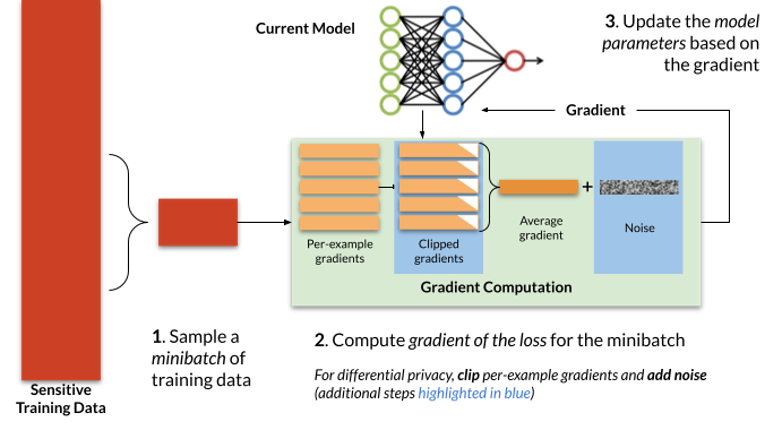 Current Model
3. Update the model
parameters based on
the gradient
Gradient
Per-example
gradients
Clipped
gradients
Average
gradient
+
Noise
Gradient Computation
1. Sample a
minibatch of
training data
2. Compute gradient of the loss for the minibatch
For differential privacy, clip per-example gradients and add noise
(additional steps highlighted in blue)
Sensitive
Training Data